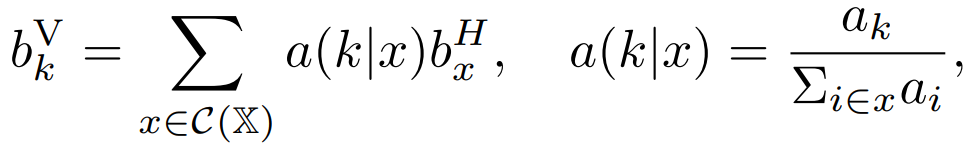 b_k^V = \sum_{x \in \mathcal{C}(\mathbb{X})} a(k|x) b_x^H, \quad a(k|x) = \frac{a_k}{\Sigma_{i \in x} a_i},